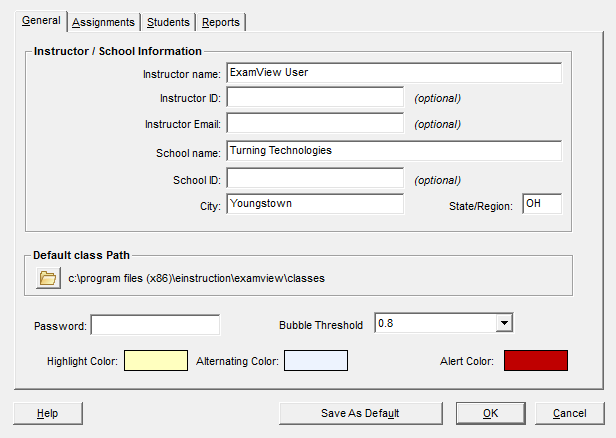 General Assignments Students Reports
Instructor / School Information
Instructor name: ExamView User
Instructor ID: (optional)
Instructor Email: (optional)
School name: Turning Technologies
School ID: (optional)
City: Youngstown State/Region: OH
Default class Path
c:\program files (x86)\einstruction\examview\classes
Password: Bubble Threshold 0.8
Highlight Color: Alternating Color: Alert Color:
Help Save As Default OK Cancel